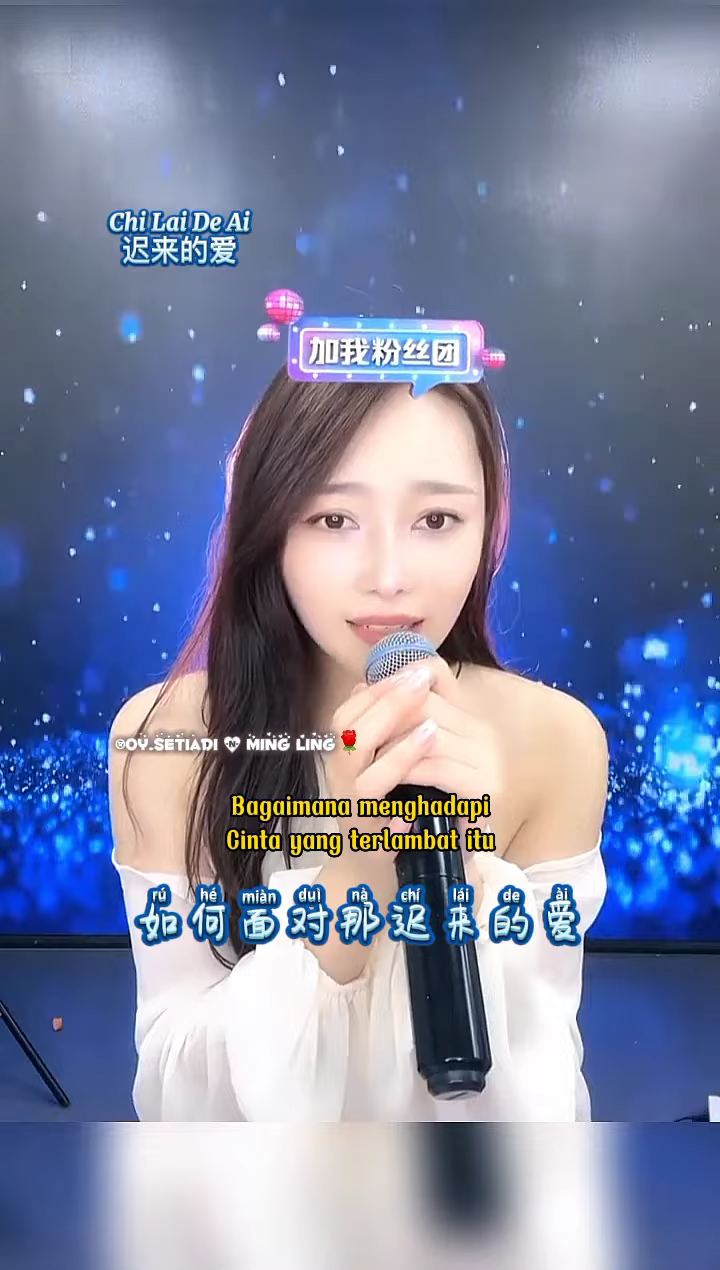 Chi Lai De Ai
迟来的爱
加我粉丝团
©OY.SETIADI N MING LING
Bagaimana menghadapi
Cinta yang terlambat itu
rú hé miàn duì nà chí lái de ài
如何面对那迟来的爱